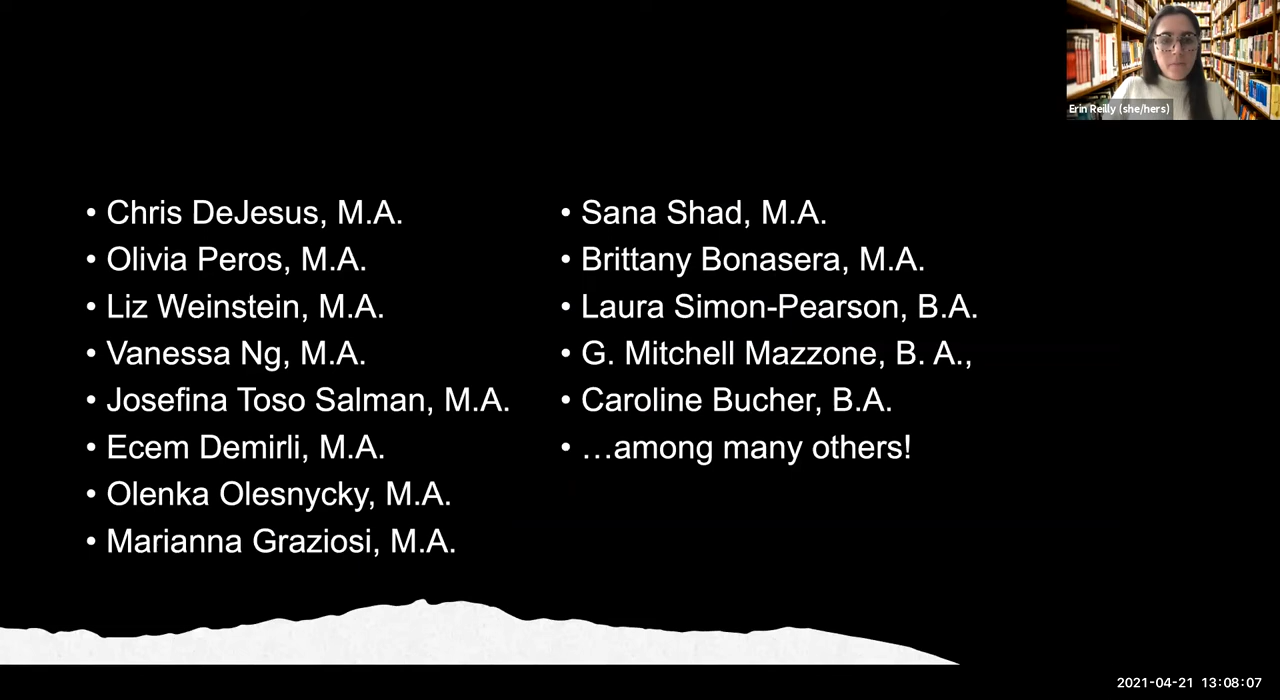 Erin Reilly (she/hers)
• Chris DeJesus, M.A.
• Olivia Peros, M.A.
• Liz Weinstein, M.A.
• Vanessa Ng, M.A.
• Josefina Toso Salman, M.A.
• Ecem Demirli, M.A.
• Olenka Olesnycky, M.A.
• Marianna Graziosi, M.A.
• Sana Shad, M.A.
• Brittany Bonasera, M.A.
• Laura Simon-Pearson, B.A.
• G. Mitchell Mazzone, B. A.,
• Caroline Bucher, B.A.
• …among many others!
2021-04-21 13:08:07